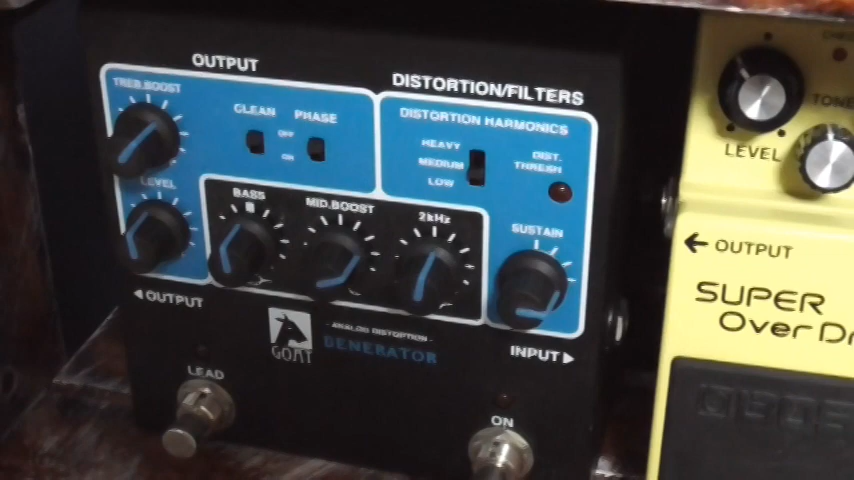 OUTPUT
DISTORTION/FILTERS
TREB.BOOST
CLEAN PHASE
OFF
ON
LEVEL
DISTORTION HARMONICS
HEAVY
MEDIUM
LOW
DIST.
THRESH
BASS
MID.BOOST
2kHz
SUSTAIN
◀OUTPUT
GOAT
- ANALOG DISTORTION -
GENERATOR
INPUT▶
LEAD
ON
LEVEL
TONE
← OUTPUT
SUPER
Over Dr